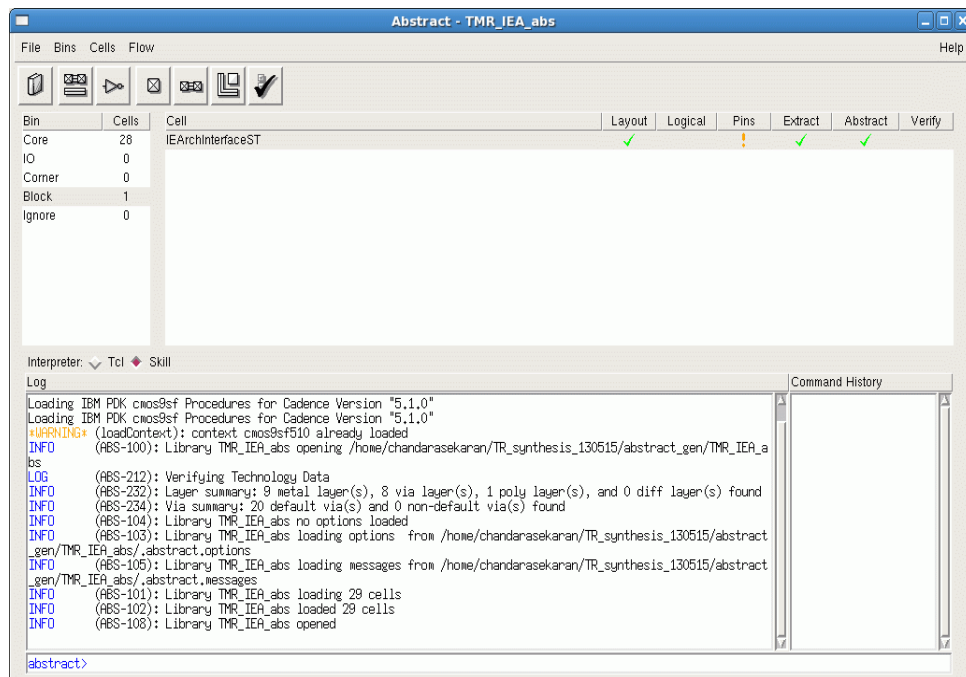 Abstract - TMR_IEA_abs
File Bins Cells Flow Help
Bin Cells Cell Layout Logical Pins Extract Abstract Verify
Core 28 IEArchInterfaceST
IO 0
Corner 0
Block 1
Ignore 0
Interpreter: Tcl Skill
Log Command History
Loading IBM PDK cmos9sf Procedures for Cadence Version "5.1.0"
Loading IBM PDK cmos9sf Procedures for Cadence Version "5.1.0"
*WARNING* (loadContext): context cmos9sf510 already loaded
INFO (ABS-100): Library TMR_IEA_abs opening /home/chandarasekaran/TR_synthesis_130515/abstract_gen/TMR_IEA_a
bs
LOG (ABS-212): Verifying Technology Data
INFO (ABS-232): Layer summary: 9 metal layer(s), 8 via layer(s), 1 poly layer(s), and 0 diff layer(s) found
INFO (ABS-234): Via summary: 20 default via(s) and 0 non-default via(s) found
INFO (ABS-104): Library TMR_IEA_abs no options loaded
INFO (ABS-103): Library TMR_IEA_abs loading options from /home/chandarasekaran/TR_synthesis_130515/abstract
_gen/TMR_IEA_abs/.abstract.options
INFO (ABS-105): Library TMR_IEA_abs loading messages from /home/chandarasekaran/TR_synthesis_130515/abstract
_gen/TMR_IEA_abs/.abstract.messages
INFO (ABS-101): Library TMR_IEA_abs loading 29 cells
INFO (ABS-102): Library TMR_IEA_abs loaded 29 cells
INFO (ABS-108): Library TMR_IEA_abs opened
abstract>